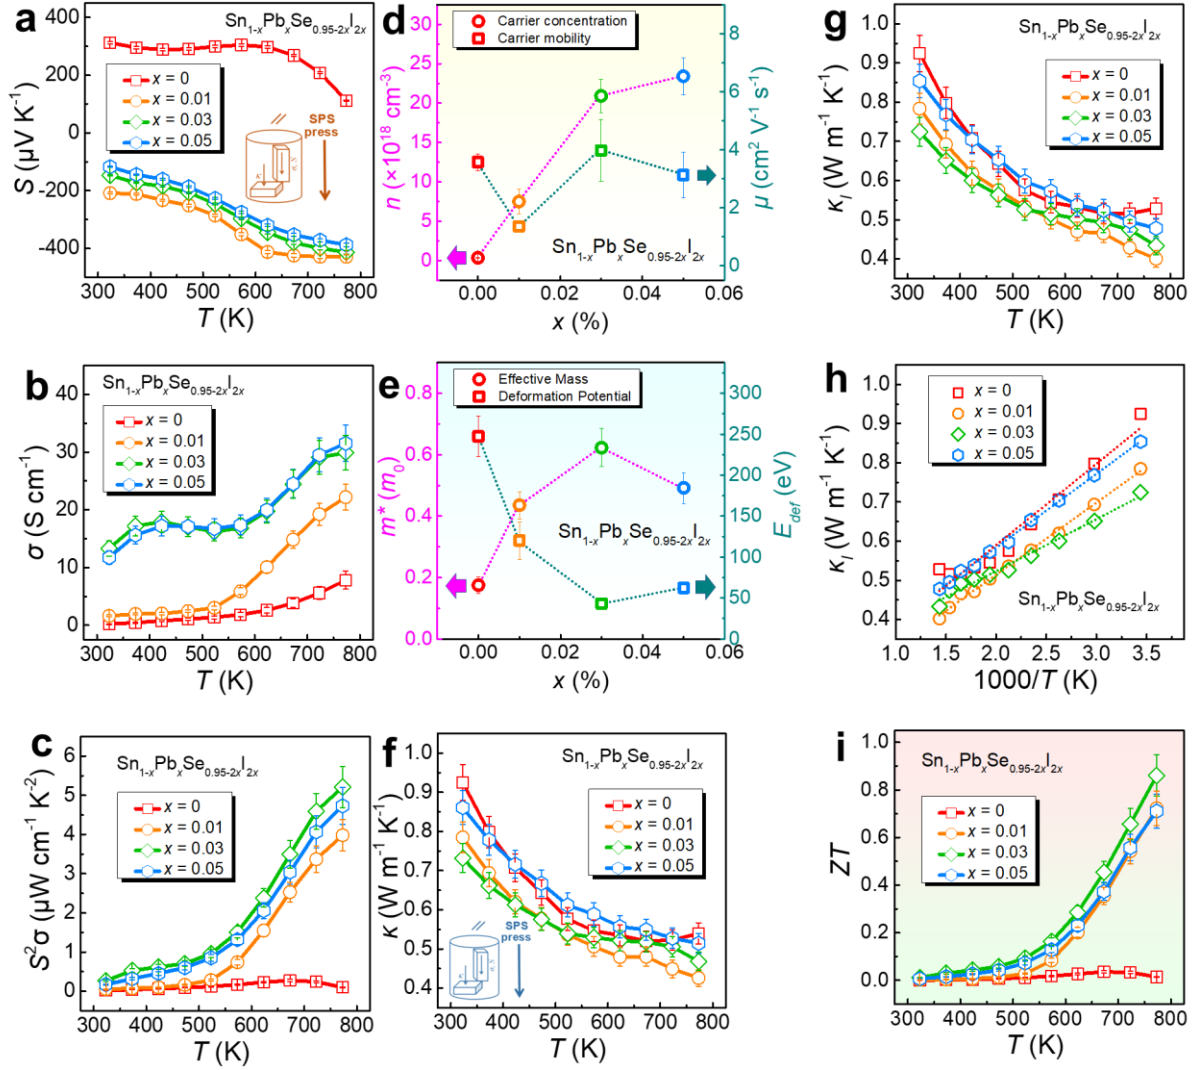 a
Sn1-xPbxSe0.95-2xI2x
400
200
0
-200
-400
S (μV K-1)
x = 0
x = 0.01
x = 0.03
x = 0.05
SPS
press
κ
σ, S
300 400 500 600 700 800
T (K)
d
30
25
20
15
10
5
0
n (×10^18 cm-3)
Carrier concentration
Carrier mobility
8
6
4
2
0
μ (cm2 V-1 s-1)
Sn1-xPbxSe0.95-2xI2x
0.00 0.02 0.04 0.06
x (%)
g
1.0
0.9
0.8
0.7
0.6
0.5
0.4
κl (W m-1 K-1)
Sn1-xPbxSe0.95-2xI2x
x = 0
x = 0.01
x = 0.03
x = 0.05
300 400 500 600 700 800
T (K)
b
Sn1-xPbxSe0.95-2xI2x
40
30
20
10
0
σ (S cm-1)
x = 0
x = 0.01
x = 0.03
x = 0.05
300 400 500 600 700 800
T (K)
e
0.8
0.6
0.4
0.2
0.0
m* (m0)
Effective Mass
Deformation Potential
300
250
200
150
100
50
0
Edef (eV)
Sn1-xPbxSe0.95-2xI2x
0.00 0.02 0.04 0.06
x (%)
h
1.0
0.9
0.8
0.7
0.6
0.5
0.4
κl (W m-1 K-1)
x = 0
x = 0.01
x = 0.03
x = 0.05
Sn1-xPbxSe0.95-2xI2x
1.0 1.5 2.0 2.5 3.0 3.5
1000/T (K)
c
Sn1-xPbxSe0.95-2xI2x
6
5
4
3
2
1
0
S2σ (μW cm-1 K-2)
x = 0
x = 0.01
x = 0.03
x = 0.05
300 400 500 600 700 800
T (K)
f
Sn1-xPbxSe0.95-2xI2x
1.0
0.9
0.8
0.7
0.6
0.5
0.4
κ (W m-1 K-1)
x = 0
x = 0.01
x = 0.03
x = 0.05
SPS
press
κ
σ, S
300 400 500 600 700 800
T (K)
i
Sn1-xPbxSe0.95-2xI2x
1.0
0.8
0.6
0.4
0.2
0.0
ZT
x = 0
x = 0.01
x = 0.03
x = 0.05
300 400 500 600 700 800
T (K)